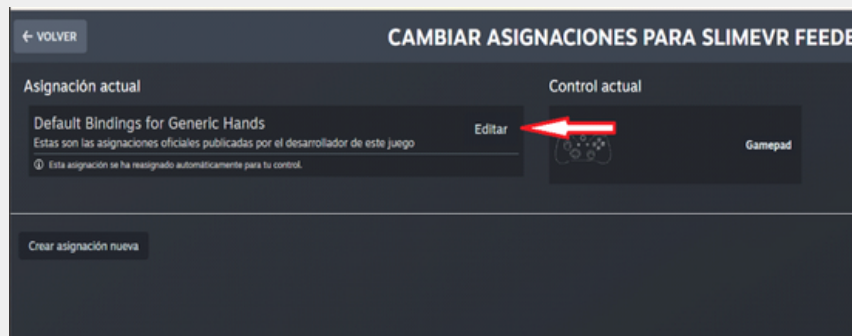 ← VOLVER
CAMBIAR ASIGNACIONES PARA SLIMEVR
Asignación actual
Control actual
Default Bindings for Generic Hands
Editar
Estas son las asignaciones oficiales publicadas por el desarrollador de este juego
Gamepad
Esta asignación se ha reasignado automáticamente para tu control.
Crear asignación nueva